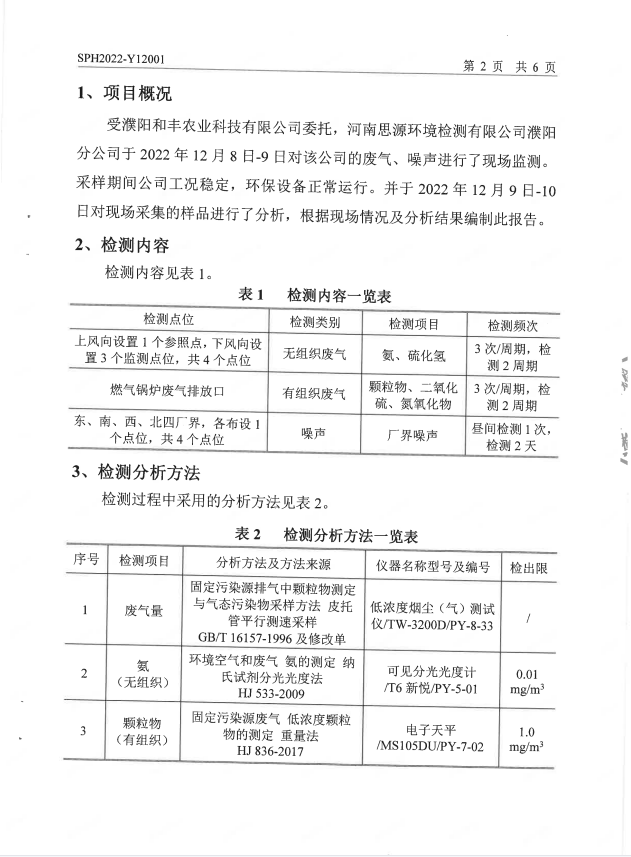 SPH2022-Y12001
第 2 页 共 6 页
1、项目概况
受濮阳和丰农业科技有限公司委托，河南思源环境检测有限公司濮阳
分公司于 2022 年 12 月 8 日-9 日对该公司的废气、噪声进行了现场监测。
采样期间公司工况稳定，环保设备正常运行。并于 2022 年 12 月 9 日-10
日对现场采集的样品进行了分析，根据现场情况及分析结果编制此报告。
2、检测内容
检测内容见表 1。
表 1 检测内容一览表
检测点位 检测类别 检测项目 检测频次
上风向设置 1 个参照点，下风向设
置 3 个监测点位，共 4 个点位
无组织废气
氨、硫化氢
3 次/周期，检
测 2 周期
燃气锅炉废气排放口
有组织废气
颗粒物、二氧化
硫、氮氧化物
3 次/周期，检
测 2 周期
东、南、西、北四厂界，各布设 1
个点位，共 4 个点位
噪声
厂界噪声
昼间检测 1 次，
检测 2 天
3、检测分析方法
检测过程中采用的分析方法见表 2。
表 2 检测分析方法一览表
序号 检测项目 分析方法及方法来源 仪器名称型号及编号 检出限
1
废气量
固定污染源排气中颗粒物测定
与气态污染物采样方法 皮托
管平行测速采样
GB/T 16157-1996 及修改单
低浓度烟尘（气）测试
仪/TW-3200D/PY-8-33
/
2
氨
（无组织）
环境空气和废气 氨的测定 纳
氏试剂分光光度法
HJ 533-2009
可见分光光度计
/T6 新悦/PY-5-01
0.01
mg/m³
3
颗粒物
（有组织）
固定污染源废气 低浓度颗粒
物的测定 重量法
HJ 836-2017
电子天平
/MS105DU/PY-7-02
1.0
mg/m³